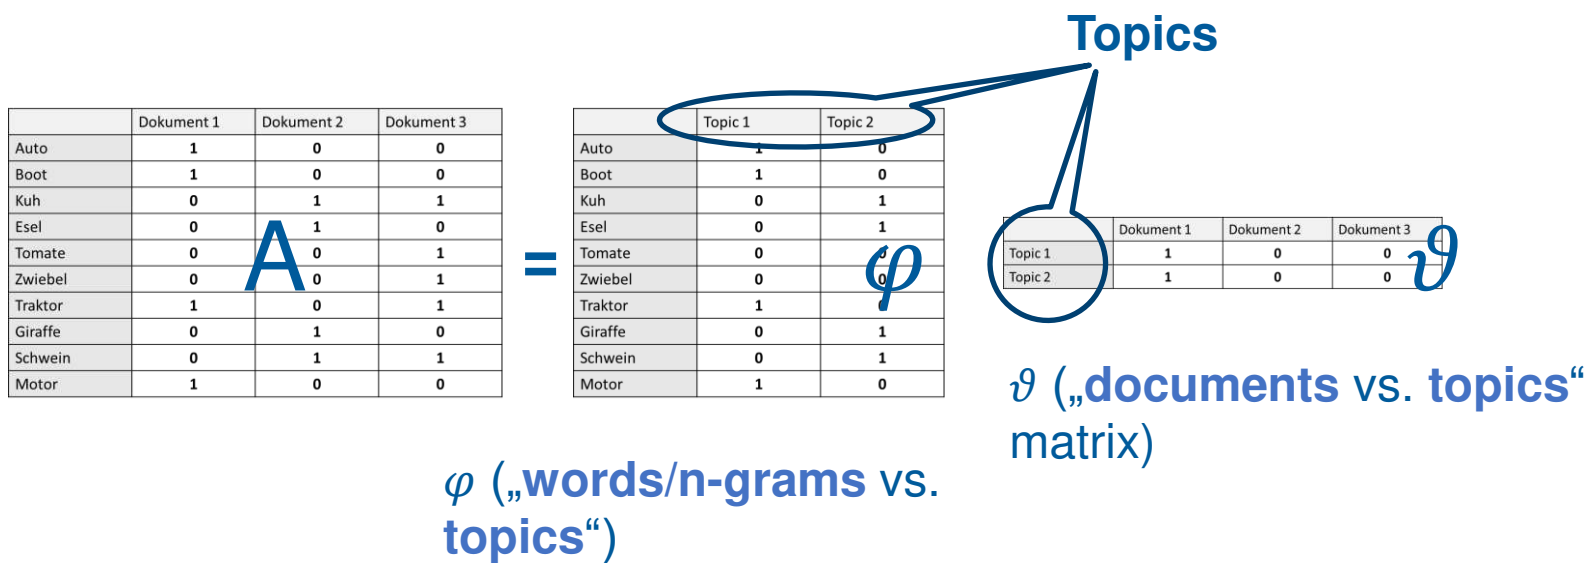 Topics
Dokument 1 Dokument 2 Dokument 3
Auto 1 0 0
Boot 1 0 0
Kuh 0 1 1
Esel 0 1 0
Tomate 0 0 1
Zwiebel 0 0 1
Traktor 1 0 1
Giraffe 0 1 0
Schwein 0 1 1
Motor 1 0 0
A
=
Topic 1 Topic 2
Auto 1 0
Boot 1 0
Kuh 0 1
Esel 0 1
Tomate 0
Zwiebel 0 0
Traktor 1
Giraffe 0 1
Schwein 0 1
Motor 1 0
φ
Dokument 1 Dokument 2 Dokument 3
Topic 1 1 0 0
Topic 2 1 0 0
ϑ
ϑ („documents vs. topics“
matrix)
φ („words/n-grams vs.
topics“)